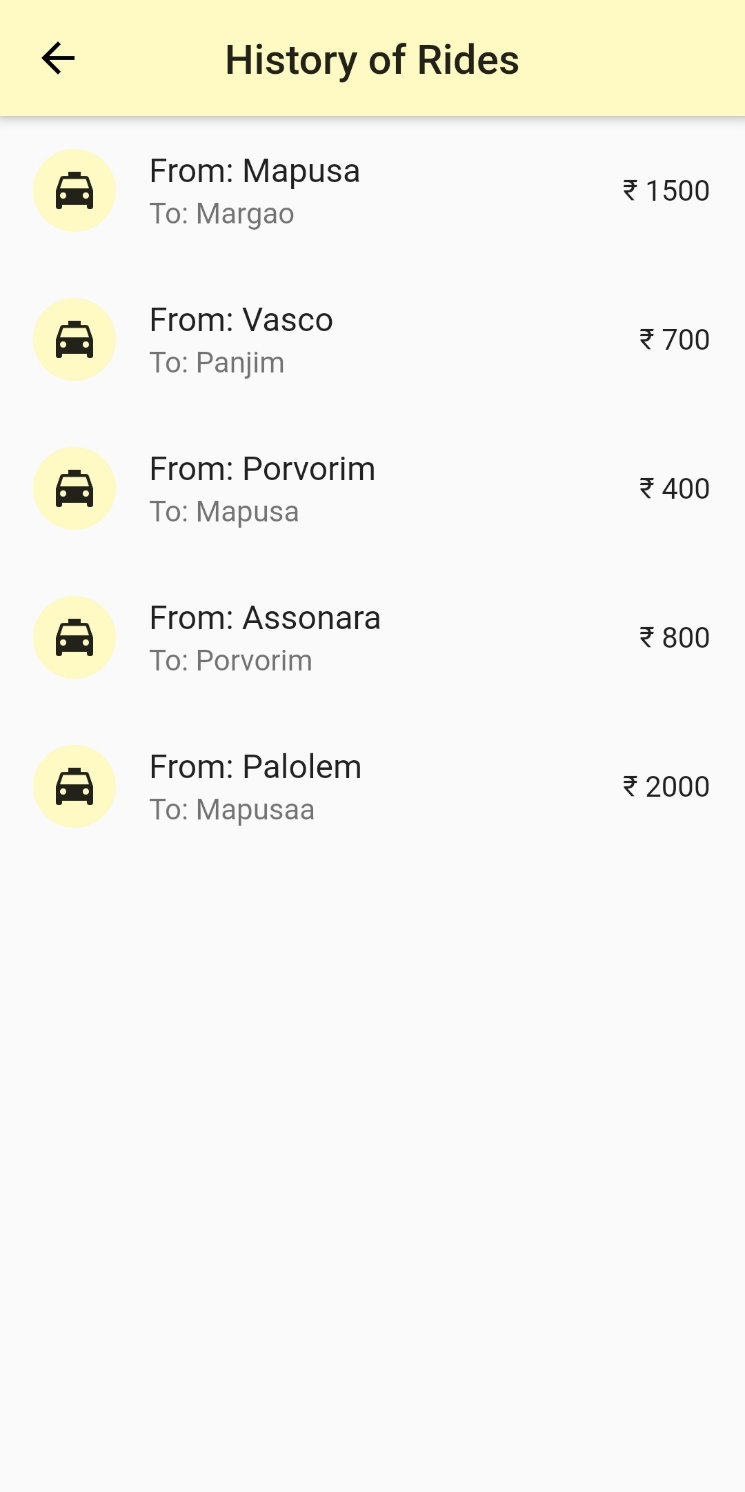 History of Rides
From: Mapusa
To: Margao
₹ 1500
From: Vasco
To: Panjim
₹ 700
From: Porvorim
To: Mapusa
₹ 400
From: Assonara
To: Porvorim
₹ 800
From: Palolem
To: Mapusaa
₹ 2000